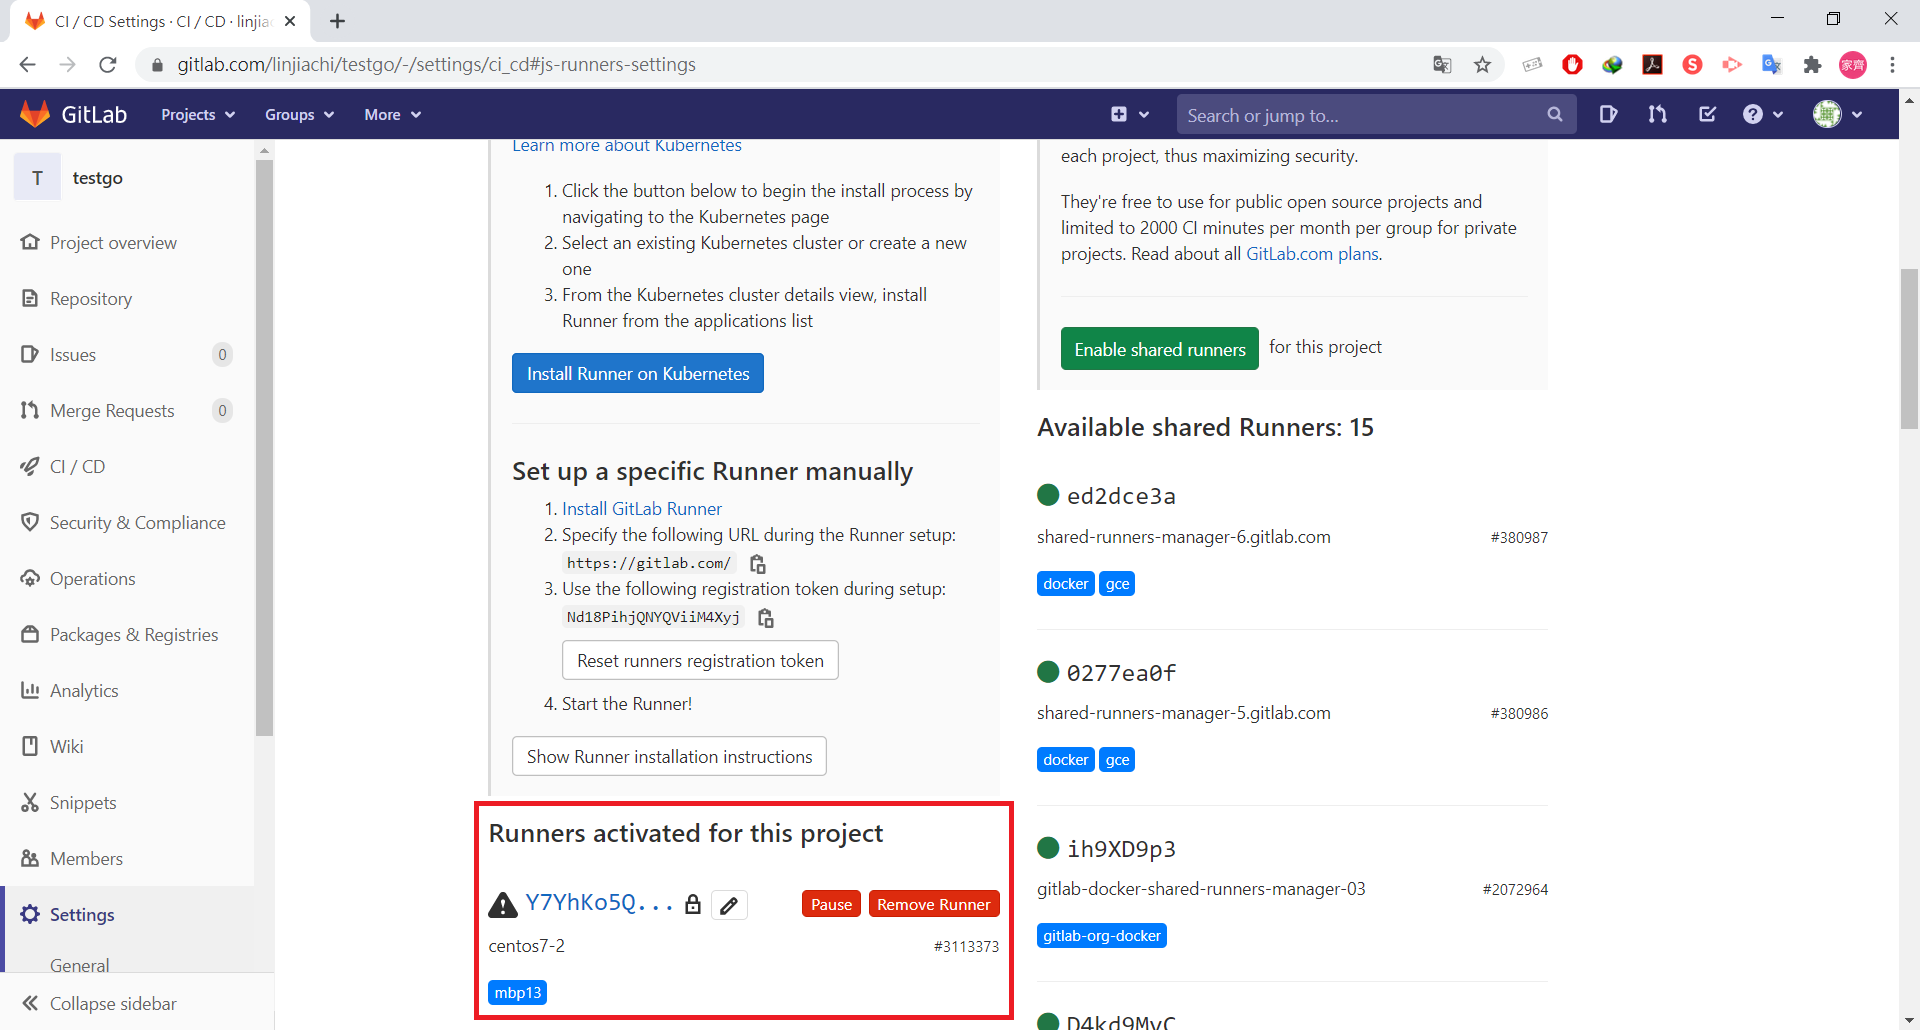 CI / CD Settings · CI / CD · linjiac
gitlab.com/linjiachi/testgo/-/settings/ci_cd#js-runners-settings
家齊
GitLab
Projects
Groups
More
Search or jump to...
T
testgo
Project overview
Repository
Issues
0
Merge Requests
0
CI / CD
Security & Compliance
Operations
Packages & Registries
Analytics
Wiki
Snippets
Members
Settings
General
Collapse sidebar
Learn more about Kubernetes
1. Click the button below to begin the install process by
navigating to the Kubernetes page
2. Select an existing Kubernetes cluster or create a new
one
3. From the Kubernetes cluster details view, install
Runner from the applications list
Install Runner on Kubernetes
Set up a specific Runner manually
1. Install GitLab Runner
2. Specify the following URL during the Runner setup:
https://gitlab.com/
3. Use the following registration token during setup:
Nd18PihjQNYQViiM4Xyj
Reset runners registration token
4. Start the Runner!
Show Runner installation instructions
Runners activated for this project
Y7YhKo5Q...
Pause
Remove Runner
centos7-2
#3113373
mbp13
each project, thus maximizing security.
They're free to use for public open source projects and
limited to 2000 CI minutes per month per group for private
projects. Read about all GitLab.com plans.
Enable shared runners for this project
Available shared Runners: 15
ed2dce3a
shared-runners-manager-6.gitlab.com
#380987
docker gce
0277ea0f
shared-runners-manager-5.gitlab.com
#380986
docker gce
ih9XD9p3
gitlab-docker-shared-runners-manager-03
#2072964
gitlab-org-docker
D4kd9MyC